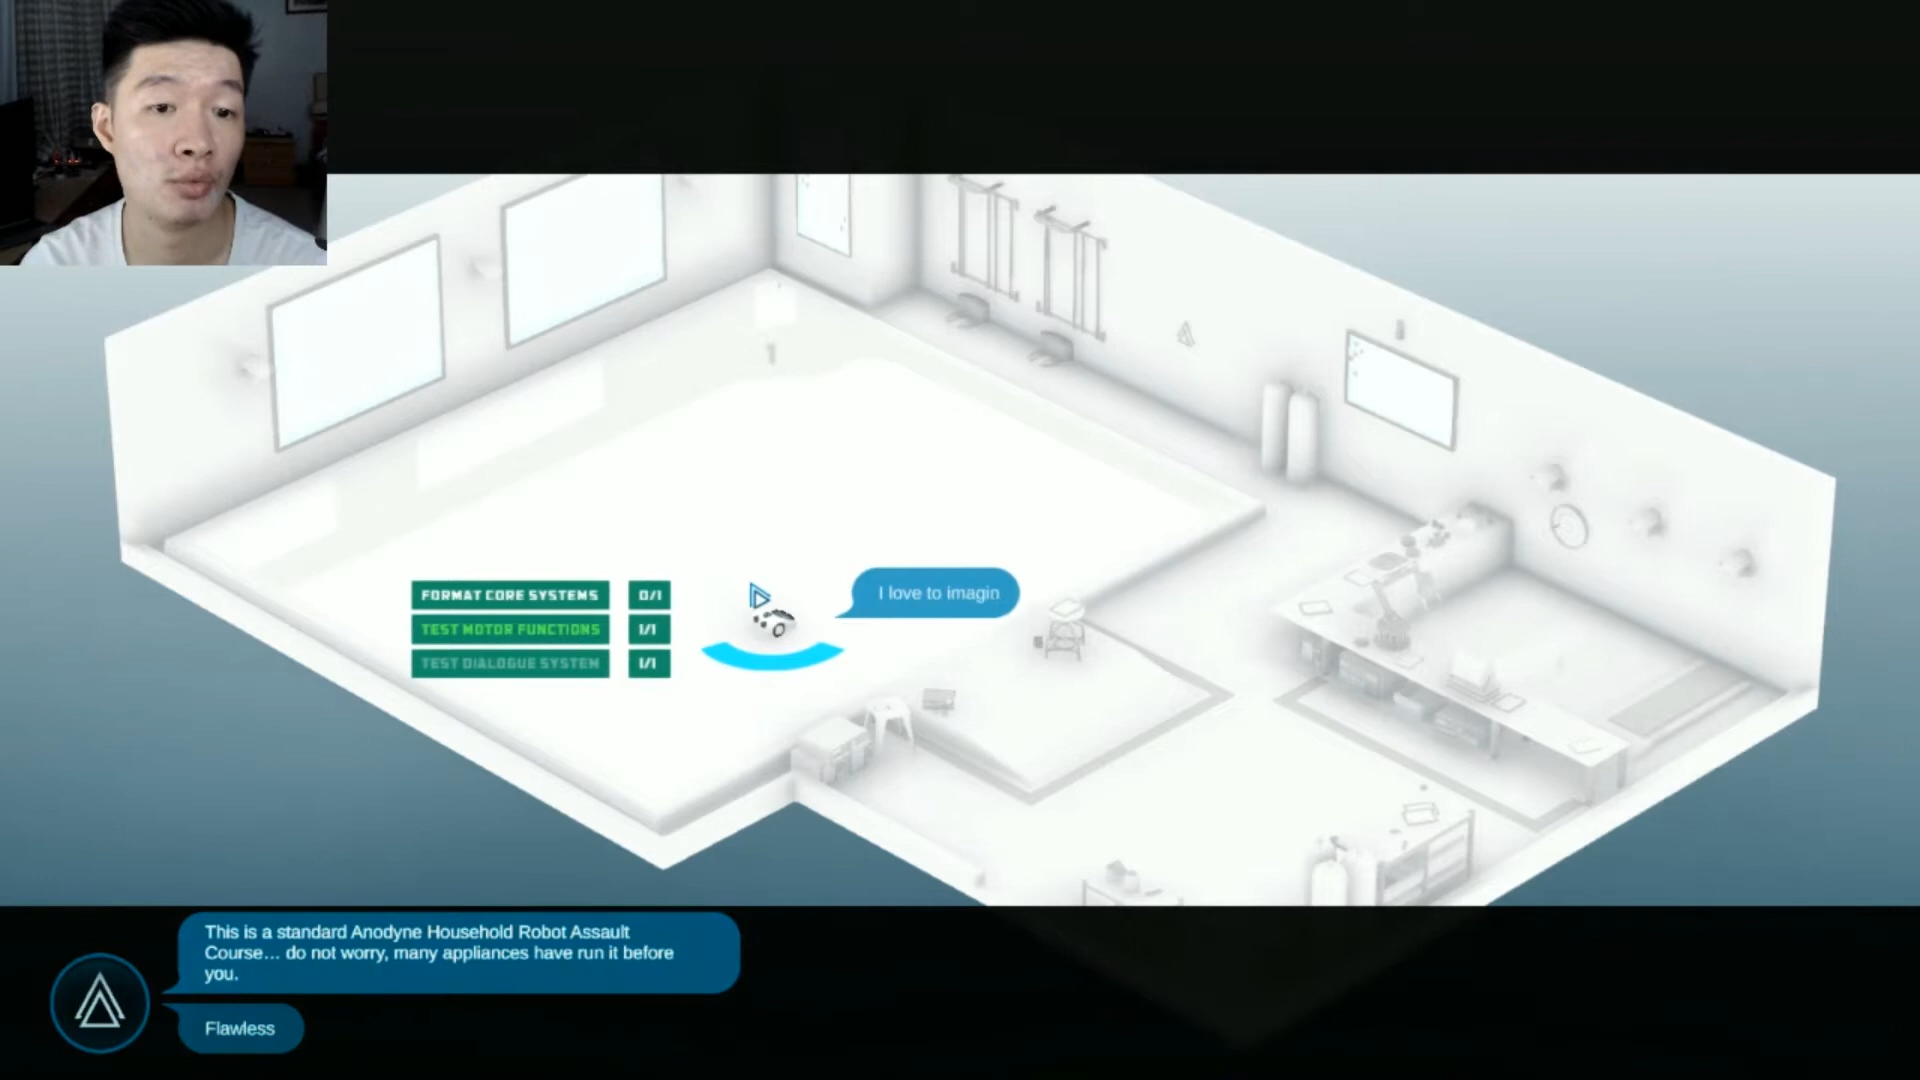 FORMAT CORE SYSTEMS 0/1
TEST MOTOR FUNCTIONS 1/1
TEST DIALOGUE SYSTEM 1/1
I love to imagin
This is a standard Anodyne Household Robot Assault
Course... do not worry, many appliances have run it before
you.
Flawless